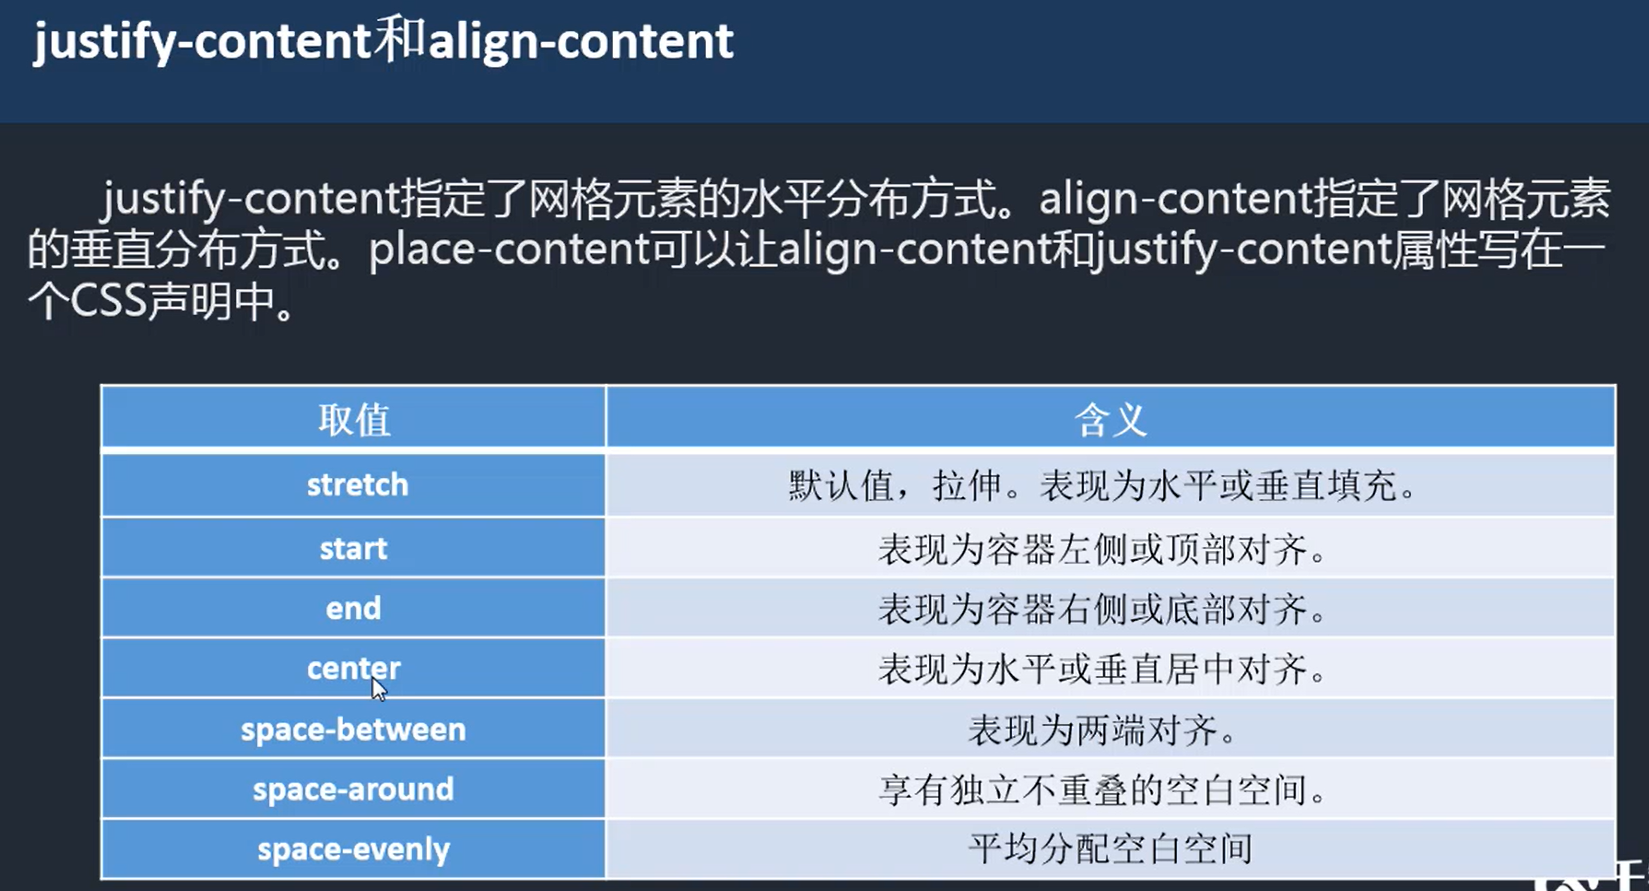 justify-content和align-content
justify-content指定了网格元素的水平分布方式。align-content指定了网格元素
的垂直分布方式。place-content可以让align-content和justify-content属性写在一
个CSS声明中。
取值 含义
stretch 默认值，拉伸。表现为水平或垂直填充。
start 表现为容器左侧或顶部对齐。
end 表现为容器右侧或底部对齐。
center 表现为水平或垂直居中对齐。
space-between 表现为两端对齐。
space-around 享有独立不重叠的空白空间。
space-evenly 平均分配空白空间